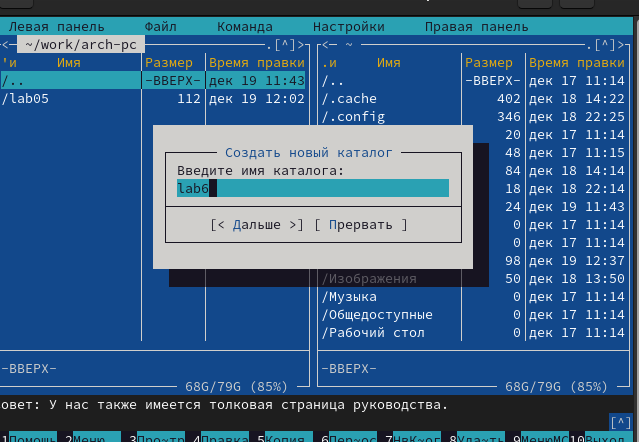 Левая панель Файл Команда Настройки Правая панель
<─ ~/work/arch-pc .[^]> <─ ~ .[^]>
'и Имя Размер Время правки .и Имя Размер Время правки
/.. -ВВЕРХ- дек 19 11:43 /.. -ВВЕРХ- дек 17 11:14
/lab05 112 дек 19 12:02 /.cache 402 дек 18 14:22
/.config 346 дек 18 22:25
20 дек 17 11:14
Создать новый каталог 48 дек 17 11:15
Введите имя каталога: 84 дек 18 14:14
lab6 18 дек 18 22:14
24 дек 19 11:43
[< Дальше >] [ Прервать ] 0 дек 17 11:14
0 дек 17 11:14
98 дек 19 12:37
/Изображения 50 дек 18 13:50
/Музыка 0 дек 17 11:14
/Общедоступные 0 дек 17 11:14
/Рабочий стол 0 дек 17 11:14
-ВВЕРХ- -ВВЕРХ-
68G/79G (85%) 68G/79G (85%)
овет: У нас также имеется толковая страница руководства.
[^]
1Помощь 2Меню 3Про~тр 4Правка 5Копия 6Пер~ос 7НвК~ог 8Уда~ть 9МенюМС 10Выход